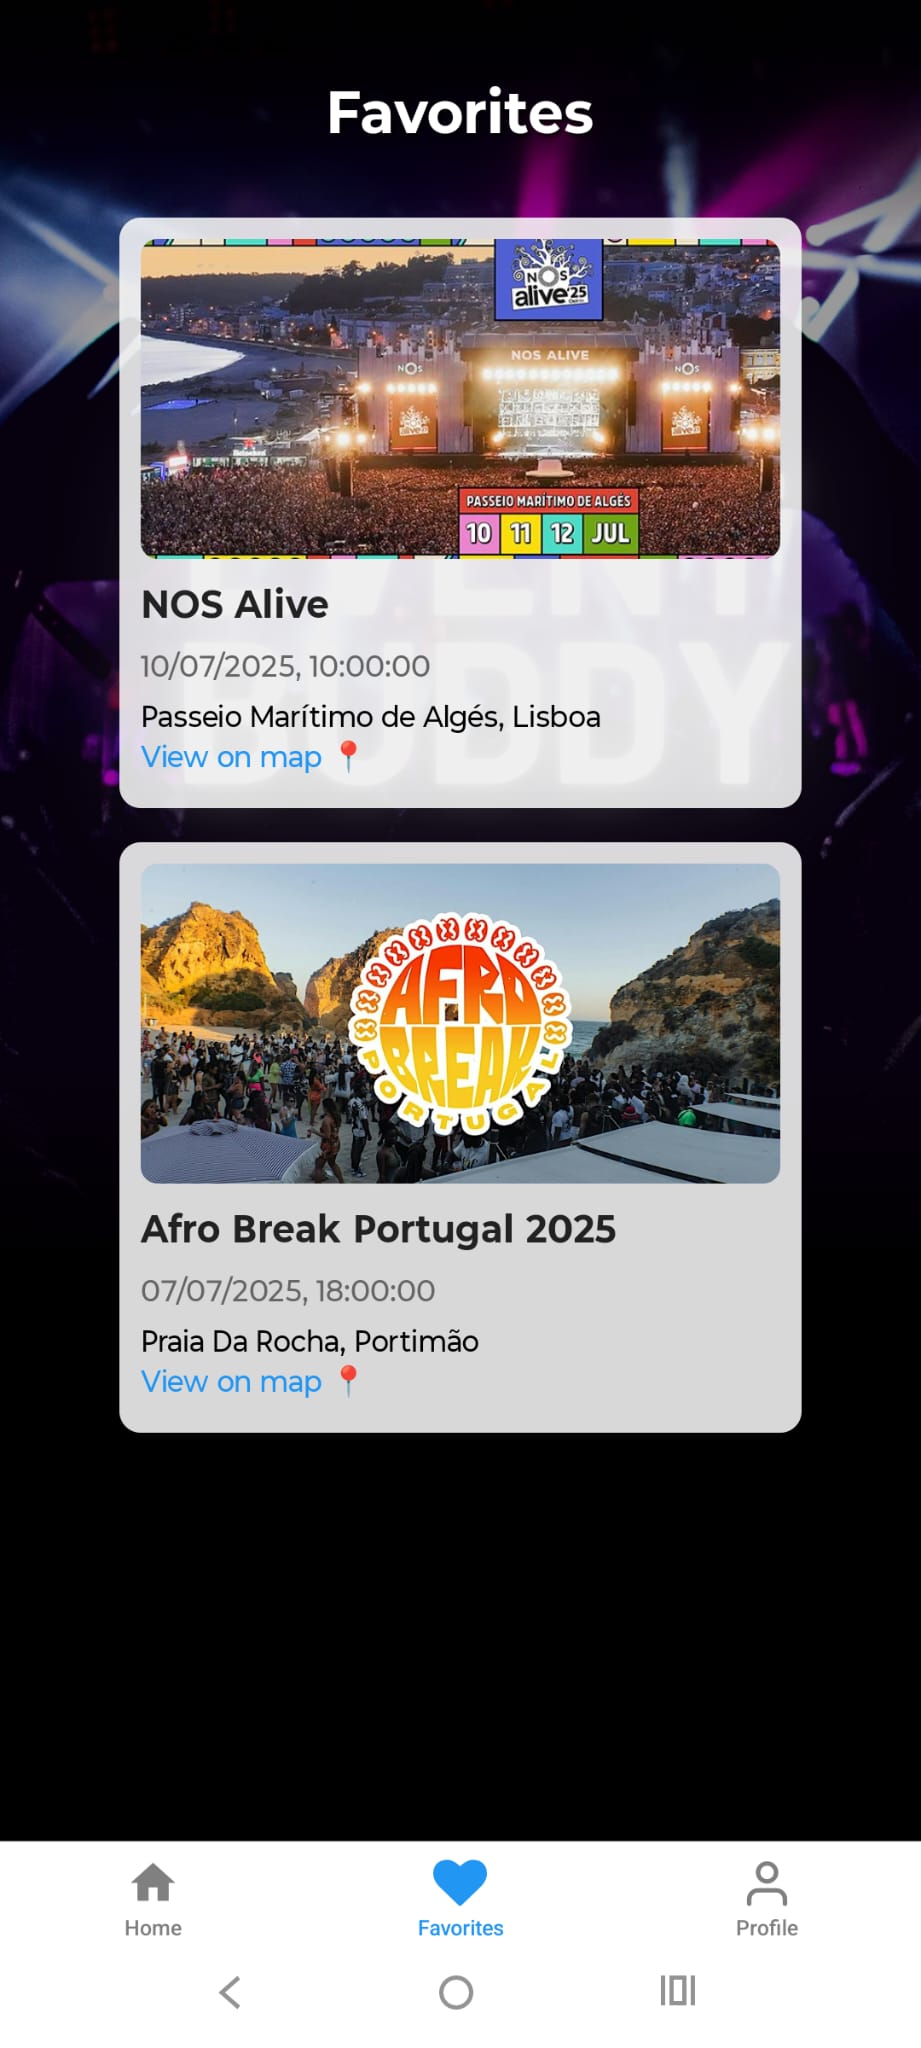 Favorites
NOS
alive'25
NOS ALIVE
NOS
NOS
PASSEIO MARÍTIMO DE ALGÉS
10 11 12 JUL
EVENT
BUDDY
NOS Alive
10/07/2025, 10:00:00
Passeio Marítimo de Algés, Lisboa
View on map 📍
AFRO
BREAK
PORTUGAL
Afro Break Portugal 2025
07/07/2025, 18:00:00
Praia Da Rocha, Portimão
View on map 📍
Home
Favorites
Profile